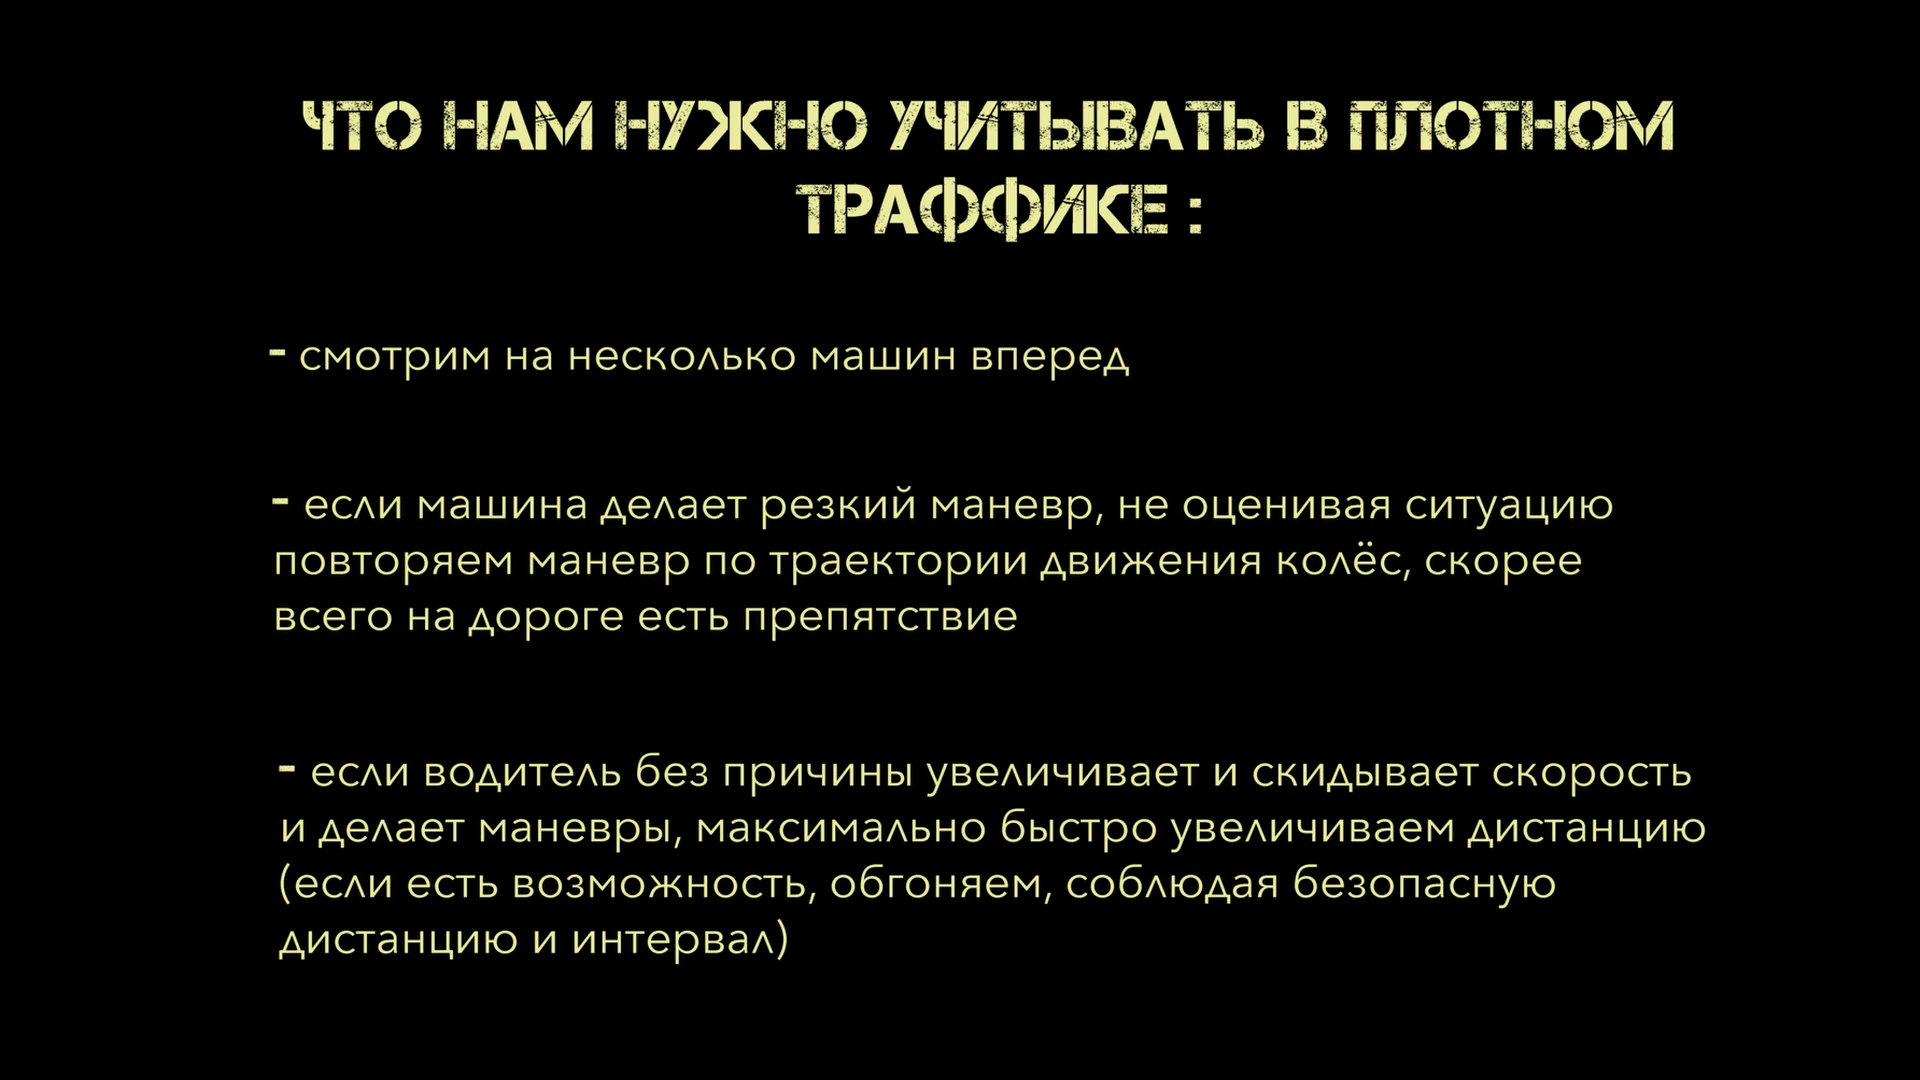 ЧТО НАМ НУЖНО УЧИТЫВАТЬ В ПЛОТНОМ
ТРАФФИКЕ :
- смотрим на несколько машин вперед
- если машина делает резкий маневр, не оценивая ситуацию
повторяем маневр по траектории движения колёс, скорее
всего на дороге есть препятствие
- если водитель без причины увеличивает и скидывает скорость
и делает маневры, максимально быстро увеличиваем дистанцию
(если есть возможность, обгоняем, соблюдая безопасную
дистанцию и интервал)